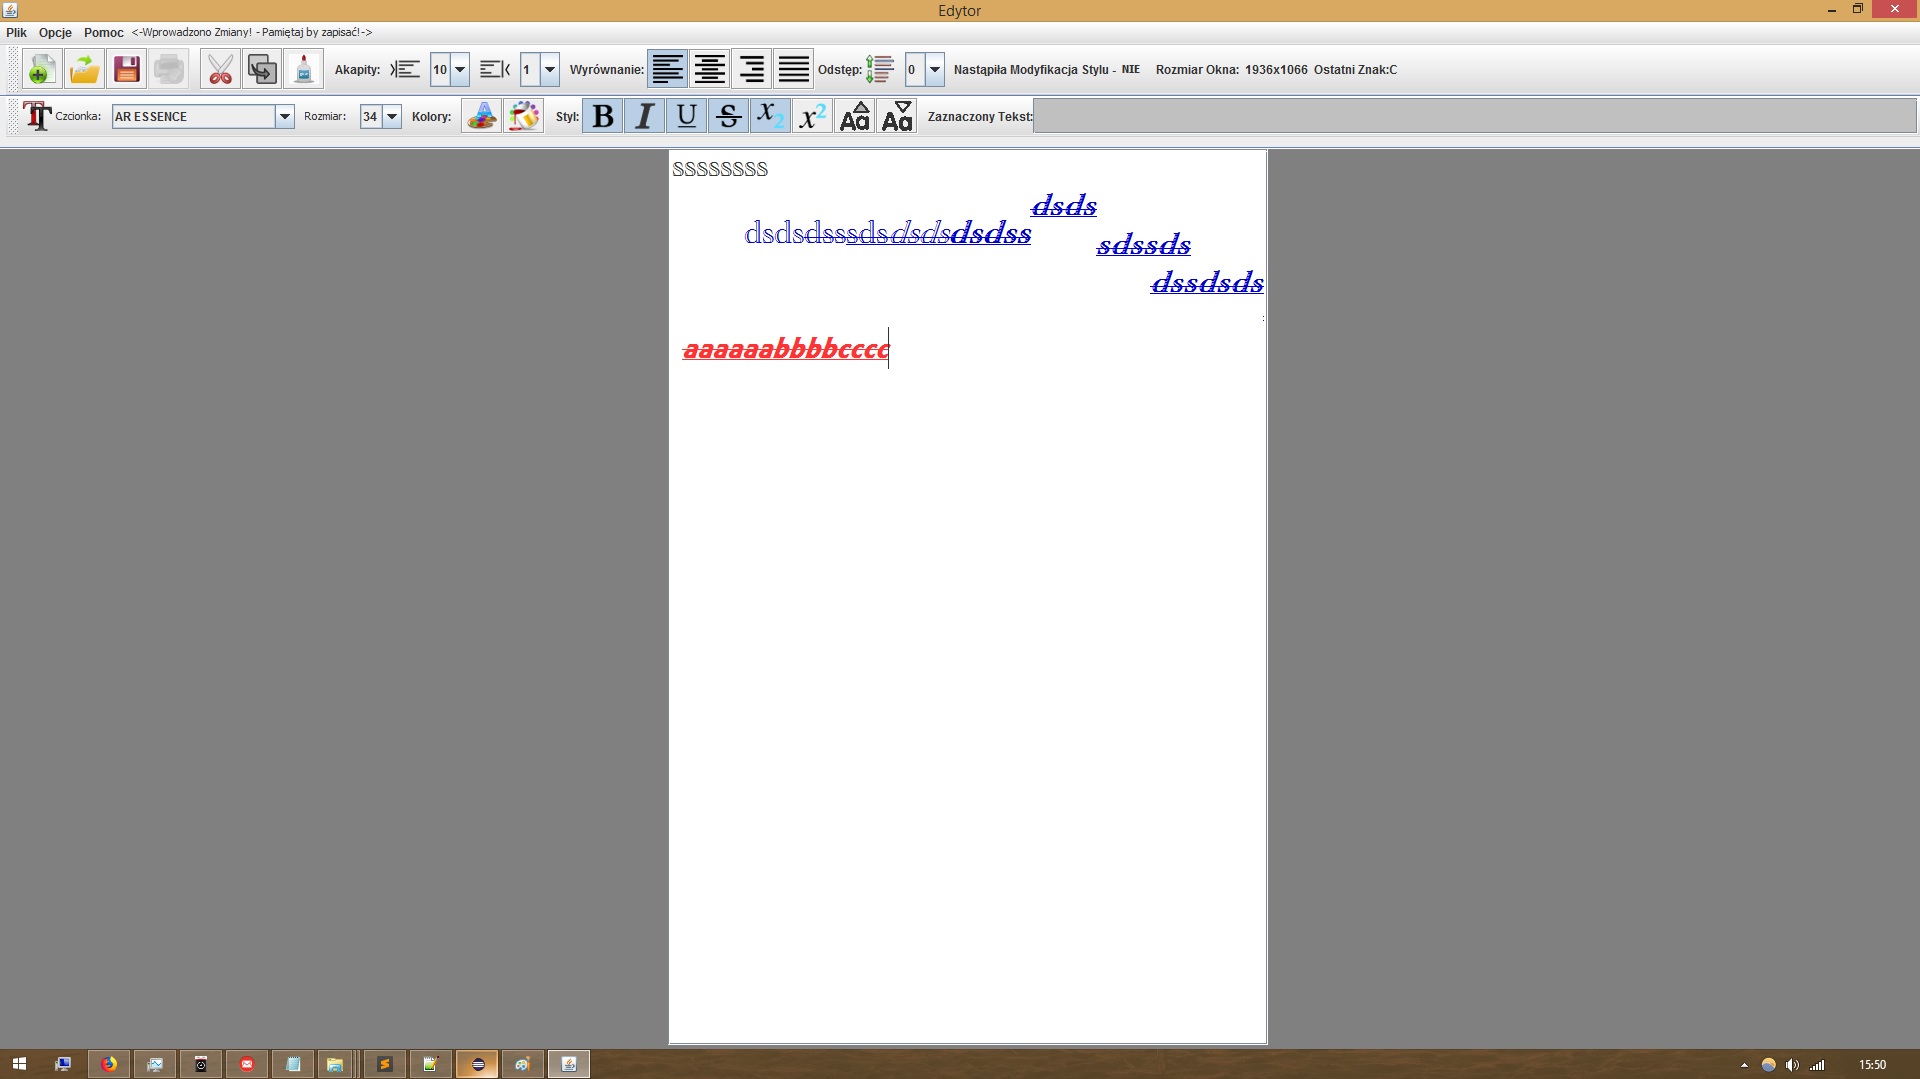 Edytor
Plik Opcje Pomoc <-Wprowadzono Zmiany! - Pamiętaj by zapisać!->
Akapity: 10 1 Wyrównanie: Odstęp: 0 Nastąpiła Modyfikacja Stylu - NIE Rozmiar Okna: 1936x1066 Ostatni Znak:C
Czcionka: AR ESSENCE Rozmiar: 34 Kolory: Styl: B I U S x2 x2 Aa Aa Zaznaczony Tekst:
ssssssss
dsds
dsdsdsssdsdsdsdsdss
sdssds
dssdsds
:
aaaaaabbbbcccc
15:50